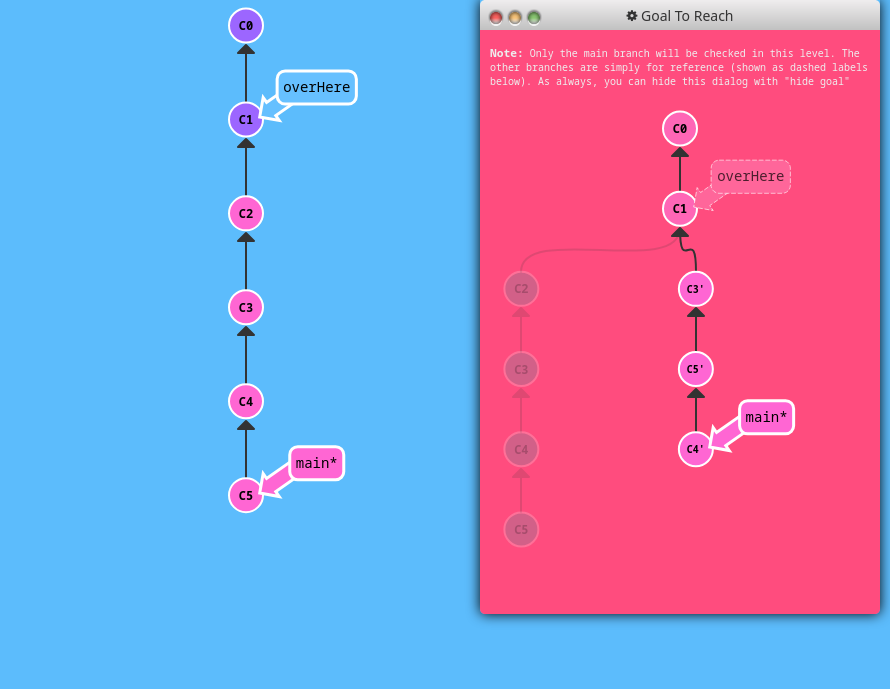 C0
overHere
C1
C2
C3
C4
main*
C5
Goal To Reach
Note: Only the main branch will be checked in this level. The
other branches are simply for reference (shown as dashed labels
below). As always, you can hide this dialog with "hide goal"
C0
overHere
C1
C2
C3'
C3
C5'
main*
C4
C4'
C5